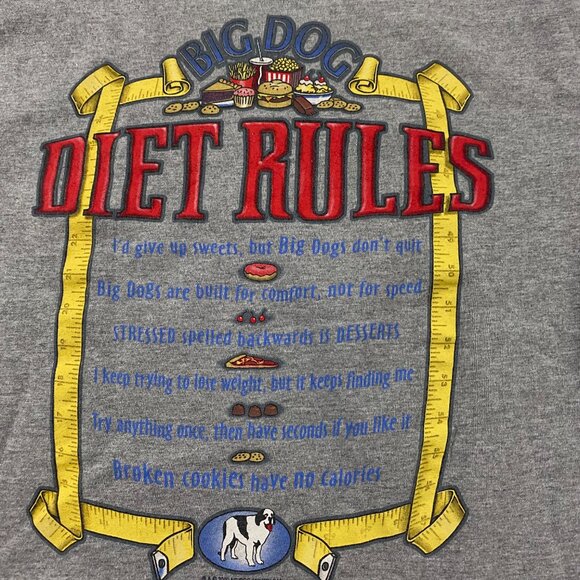 BIG DOG
DIET RULES
I'd give up sweets, but Big Dogs don't quit
Big Dogs are built for comfort, not for speed
STRESSED spelled backwards is DESSERTS
I keep trying to lose weight, but it keeps finding me
Try anything once, then have seconds if you like it
Broken cookies have no calories